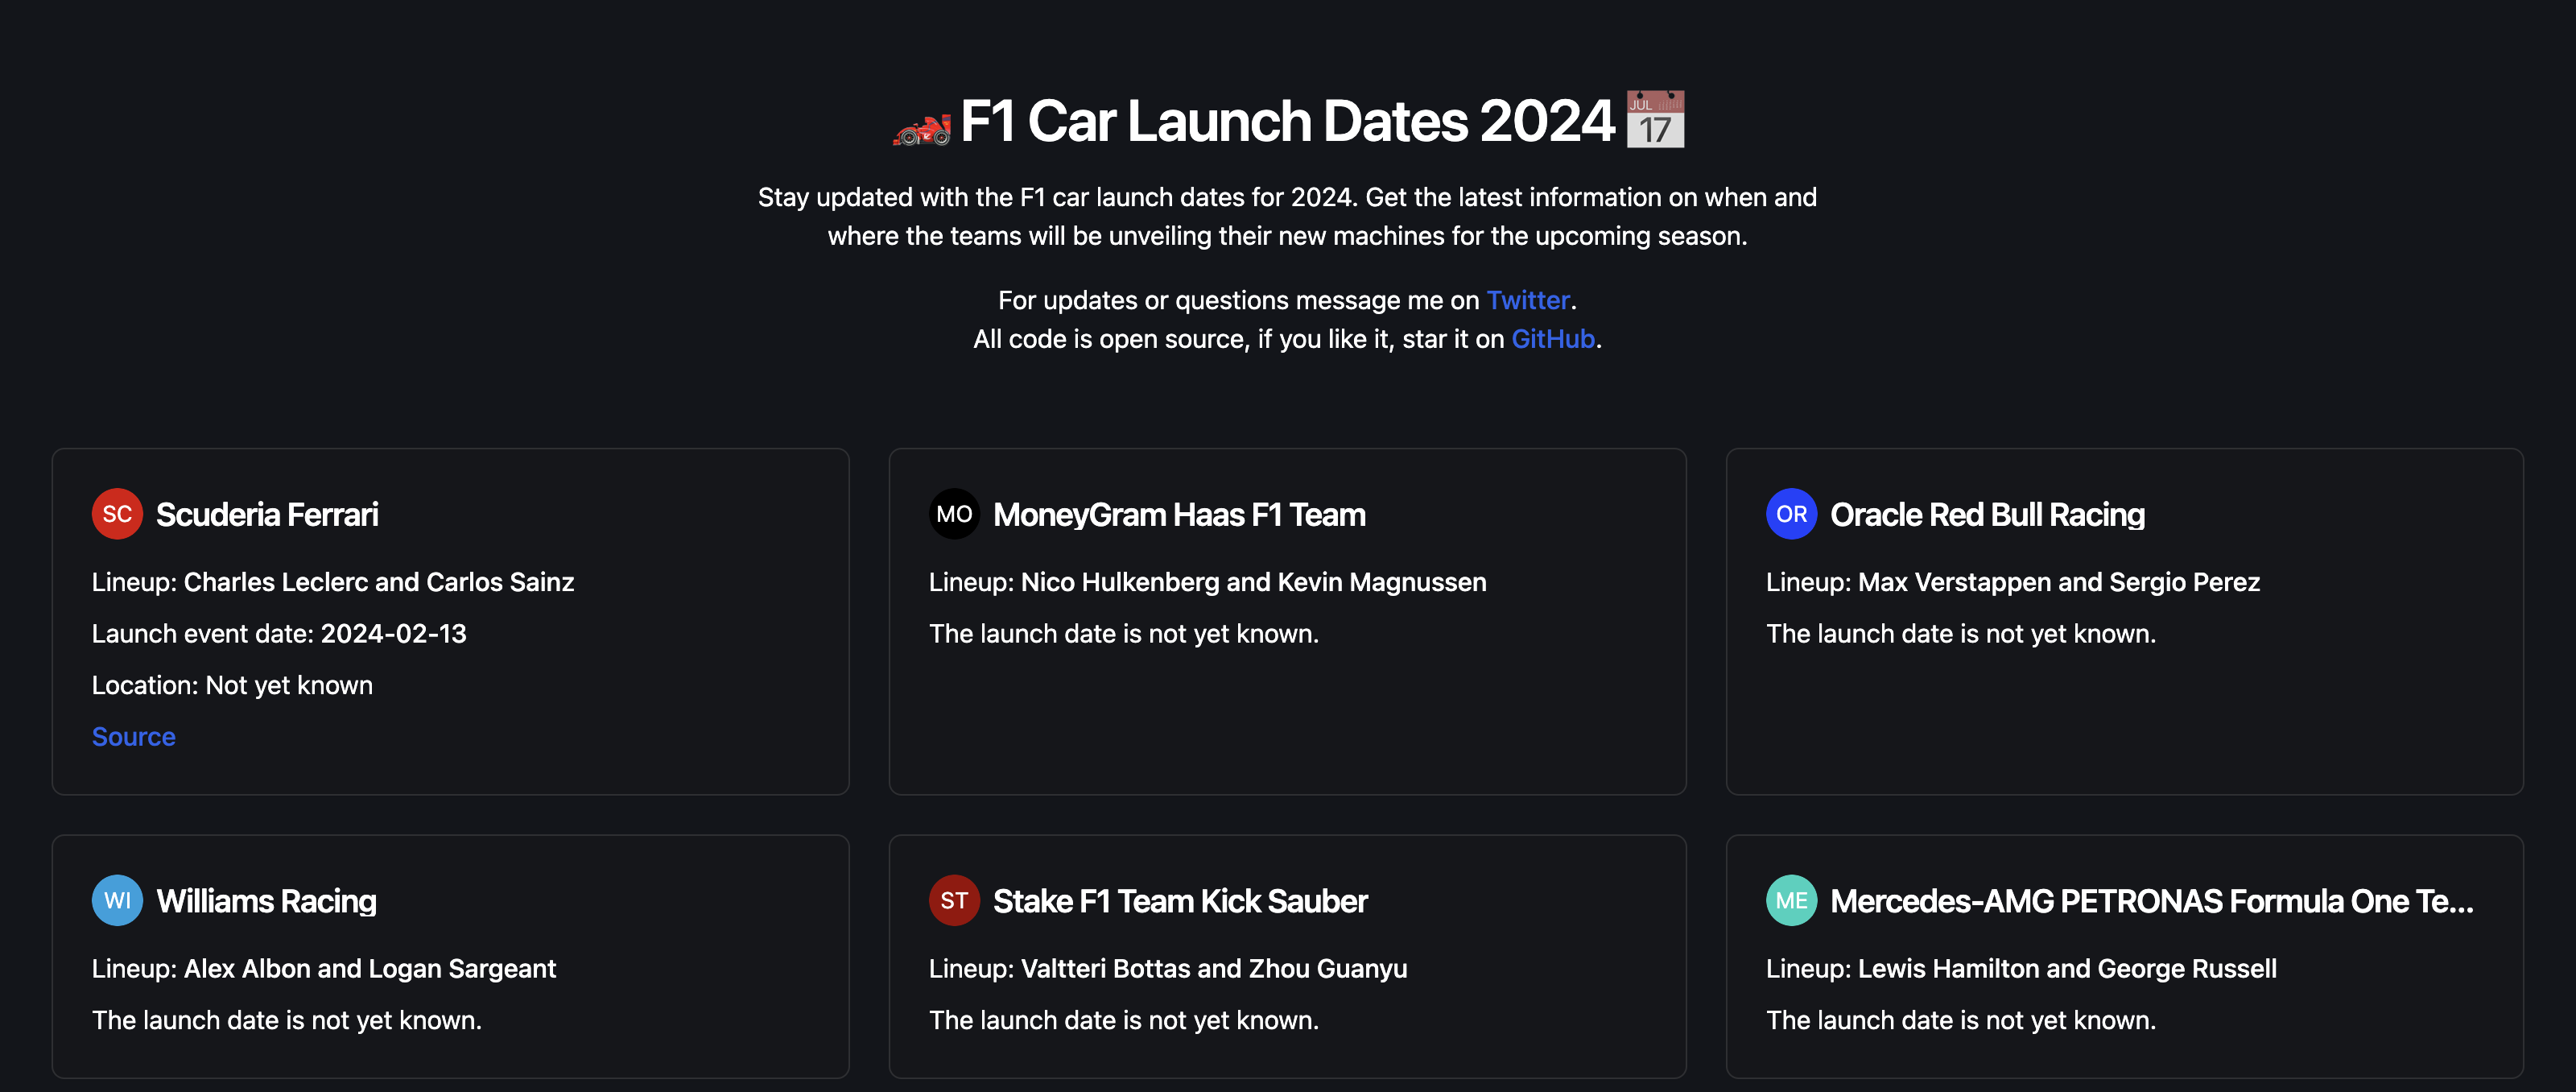 F1 Car Launch Dates 2024
JUL
17
Stay updated with the F1 car launch dates for 2024. Get the latest information on when and
where the teams will be unveiling their new machines for the upcoming season.
For updates or questions message me on Twitter.
All code is open source, if you like it, star it on GitHub.
SC Scuderia Ferrari
Lineup: Charles Leclerc and Carlos Sainz
Launch event date: 2024-02-13
Location: Not yet known
Source
MO MoneyGram Haas F1 Team
Lineup: Nico Hulkenberg and Kevin Magnussen
The launch date is not yet known.
OR Oracle Red Bull Racing
Lineup: Max Verstappen and Sergio Perez
The launch date is not yet known.
WI Williams Racing
Lineup: Alex Albon and Logan Sargeant
The launch date is not yet known.
ST Stake F1 Team Kick Sauber
Lineup: Valtteri Bottas and Zhou Guanyu
The launch date is not yet known.
ME Mercedes-AMG PETRONAS Formula One Te...
Lineup: Lewis Hamilton and George Russell
The launch date is not yet known.